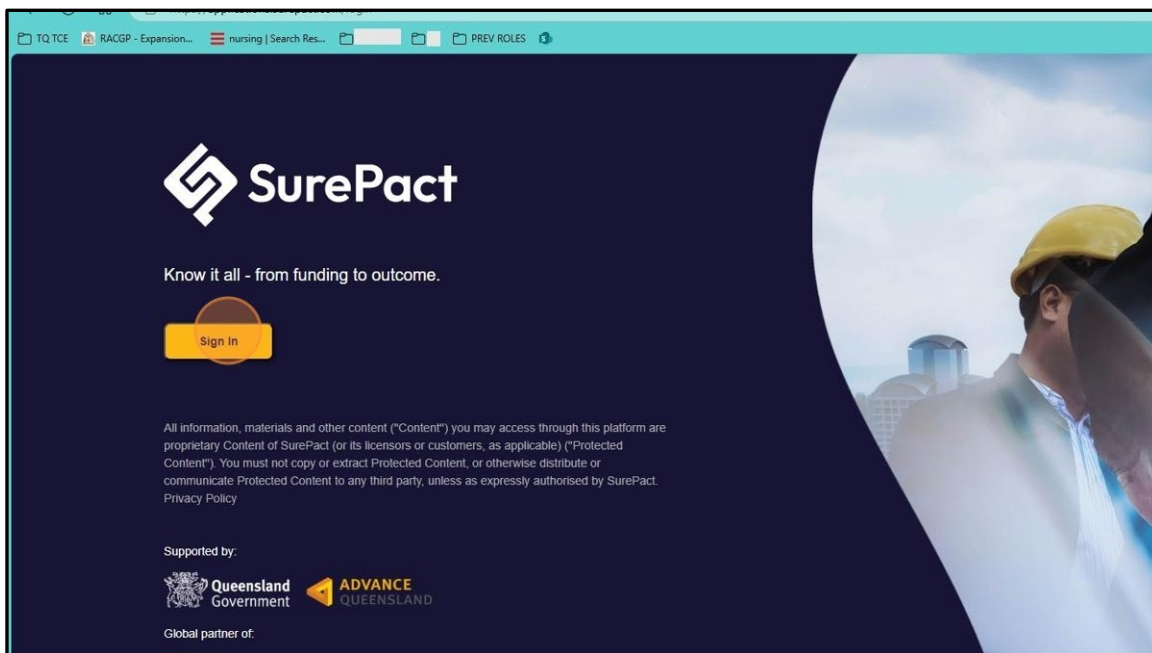 TQ TCE RACGP - Expansion... nursing | Search Res... PREV ROLES
SurePact
Know it all - from funding to outcome.
Sign In
All information, materials and other content ("Content") you may access through this platform are
proprietary Content of SurePact (or its licensors or customers, as applicable) ("Protected
Content"). You must not copy or extract Protected Content, or otherwise distribute or
communicate Protected Content to any third party, unless as expressly authorised by SurePact.
Privacy Policy
Supported by:
Queensland
Government
ADVANCE
QUEENSLAND
Global partner of: